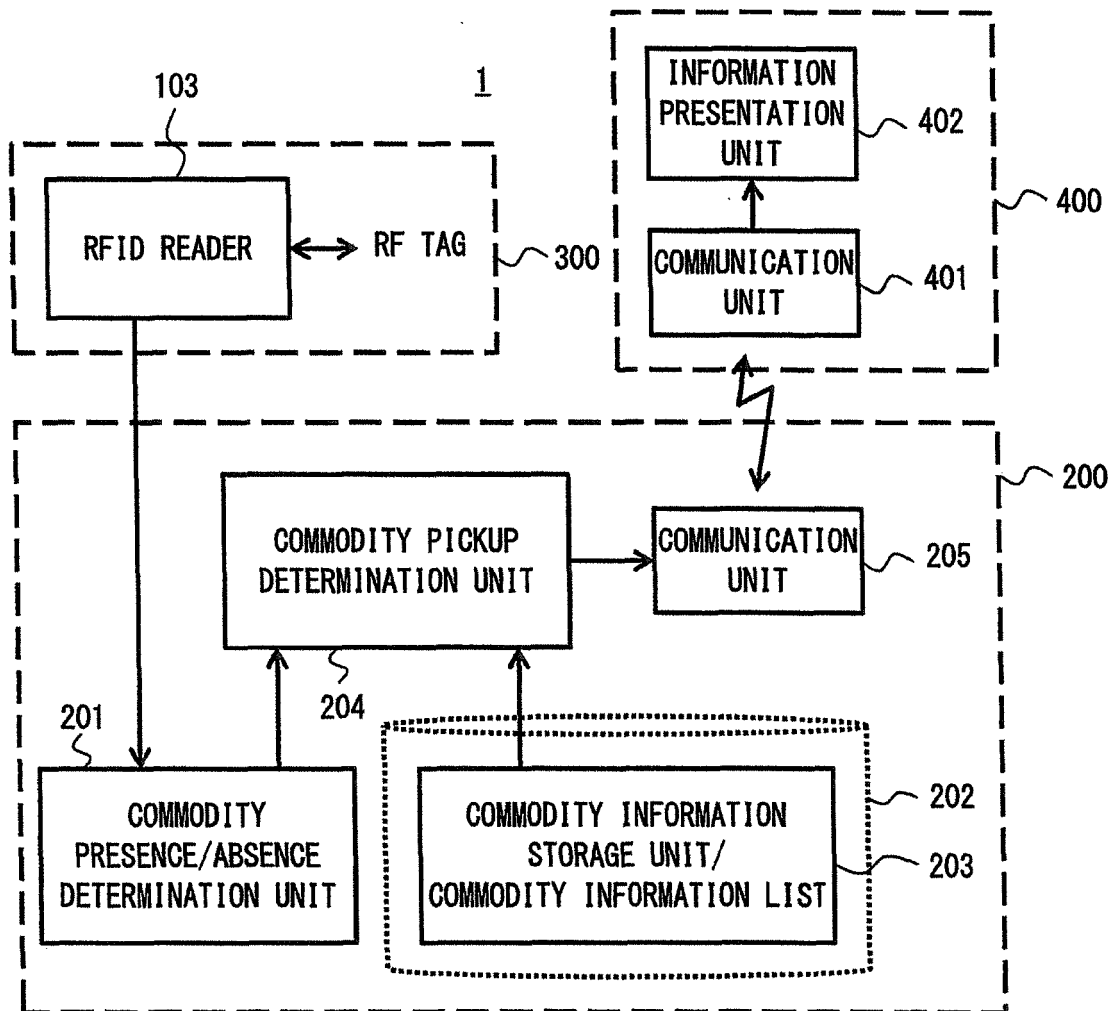 1
103
RFID READER
RF TAG
300
INFORMATION
PRESENTATION
UNIT
402
COMMUNICATION
UNIT
401
400
200
COMMODITY PICKUP
DETERMINATION UNIT
204
COMMUNICATION
UNIT
205
201
COMMODITY
PRESENCE/ABSENCE
DETERMINATION UNIT
202
COMMODITY INFORMATION
STORAGE UNIT/
COMMODITY INFORMATION LIST
203